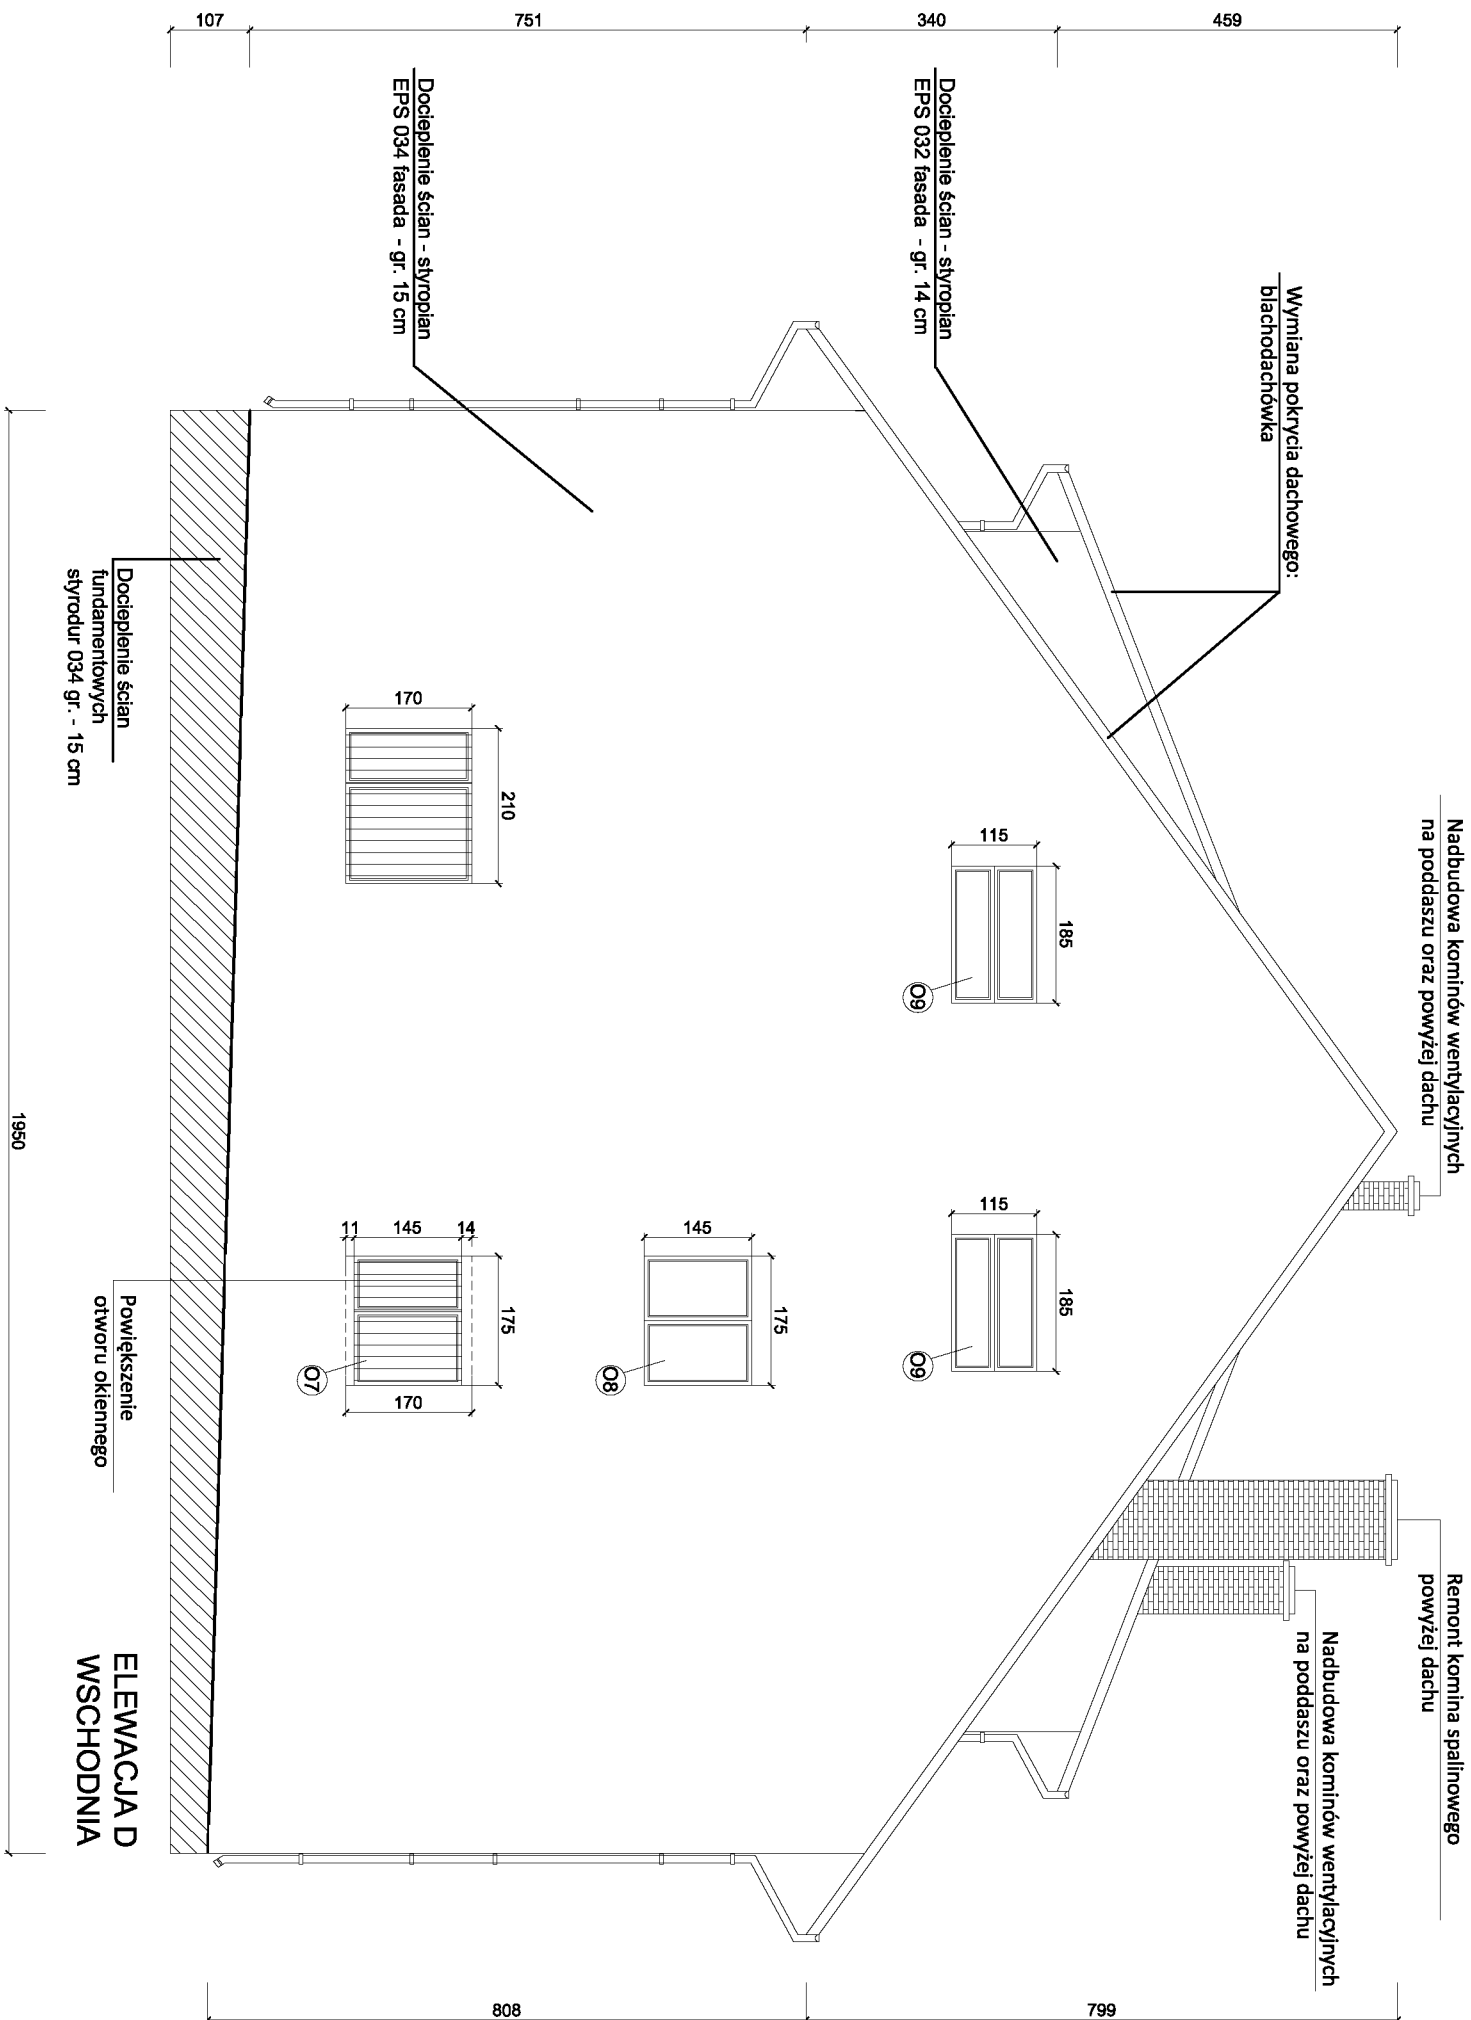 Nadbudowa kominów wentylacyjnych
na poddaszu oraz powyżej dachu
Remont komina spalinowego
powyżej dachu
Wymiana pokrycia dachowego:
blachodachówka
Nadbudowa kominów wentylacyjnych
na poddaszu oraz powyżej dachu
Docieplenie ścian - styropian
EPS 032 fasada - gr. 14 cm
Docieplenie ścian - styropian
EPS 034 fasada - gr. 15 cm
459
340
751
107
799
808
115
185
O9
115
185
O9
145
175
O8
170
210
11
145
14
175
170
O7
Docieplenie ścian
fundamentowych
styrodur 034 gr. - 15 cm
Powiększenie
otworu okiennego
ELEWACJA D
WSCHODNIA
1950